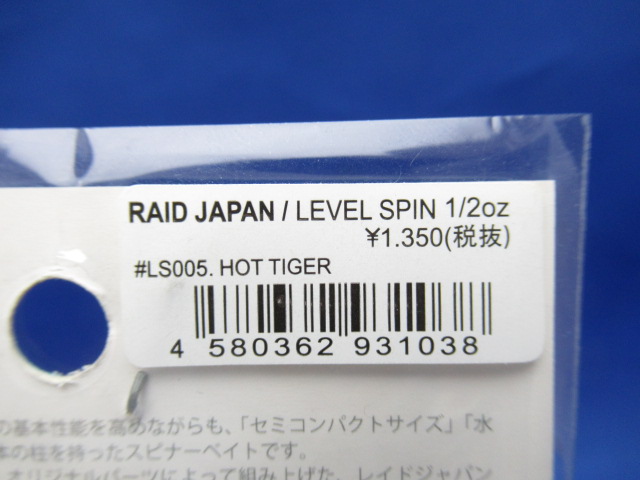 RAID JAPAN / LEVEL SPIN 1/2oz
¥1.350(税抜)
#LS005. HOT TIGER
4 580362 931038
の基本性能を高めながらも、「セミコンパクトサイズ」「水
本の柱を持ったスピナーベイトです。
オリジナルパーツによって組み上げた、レイドジャパン